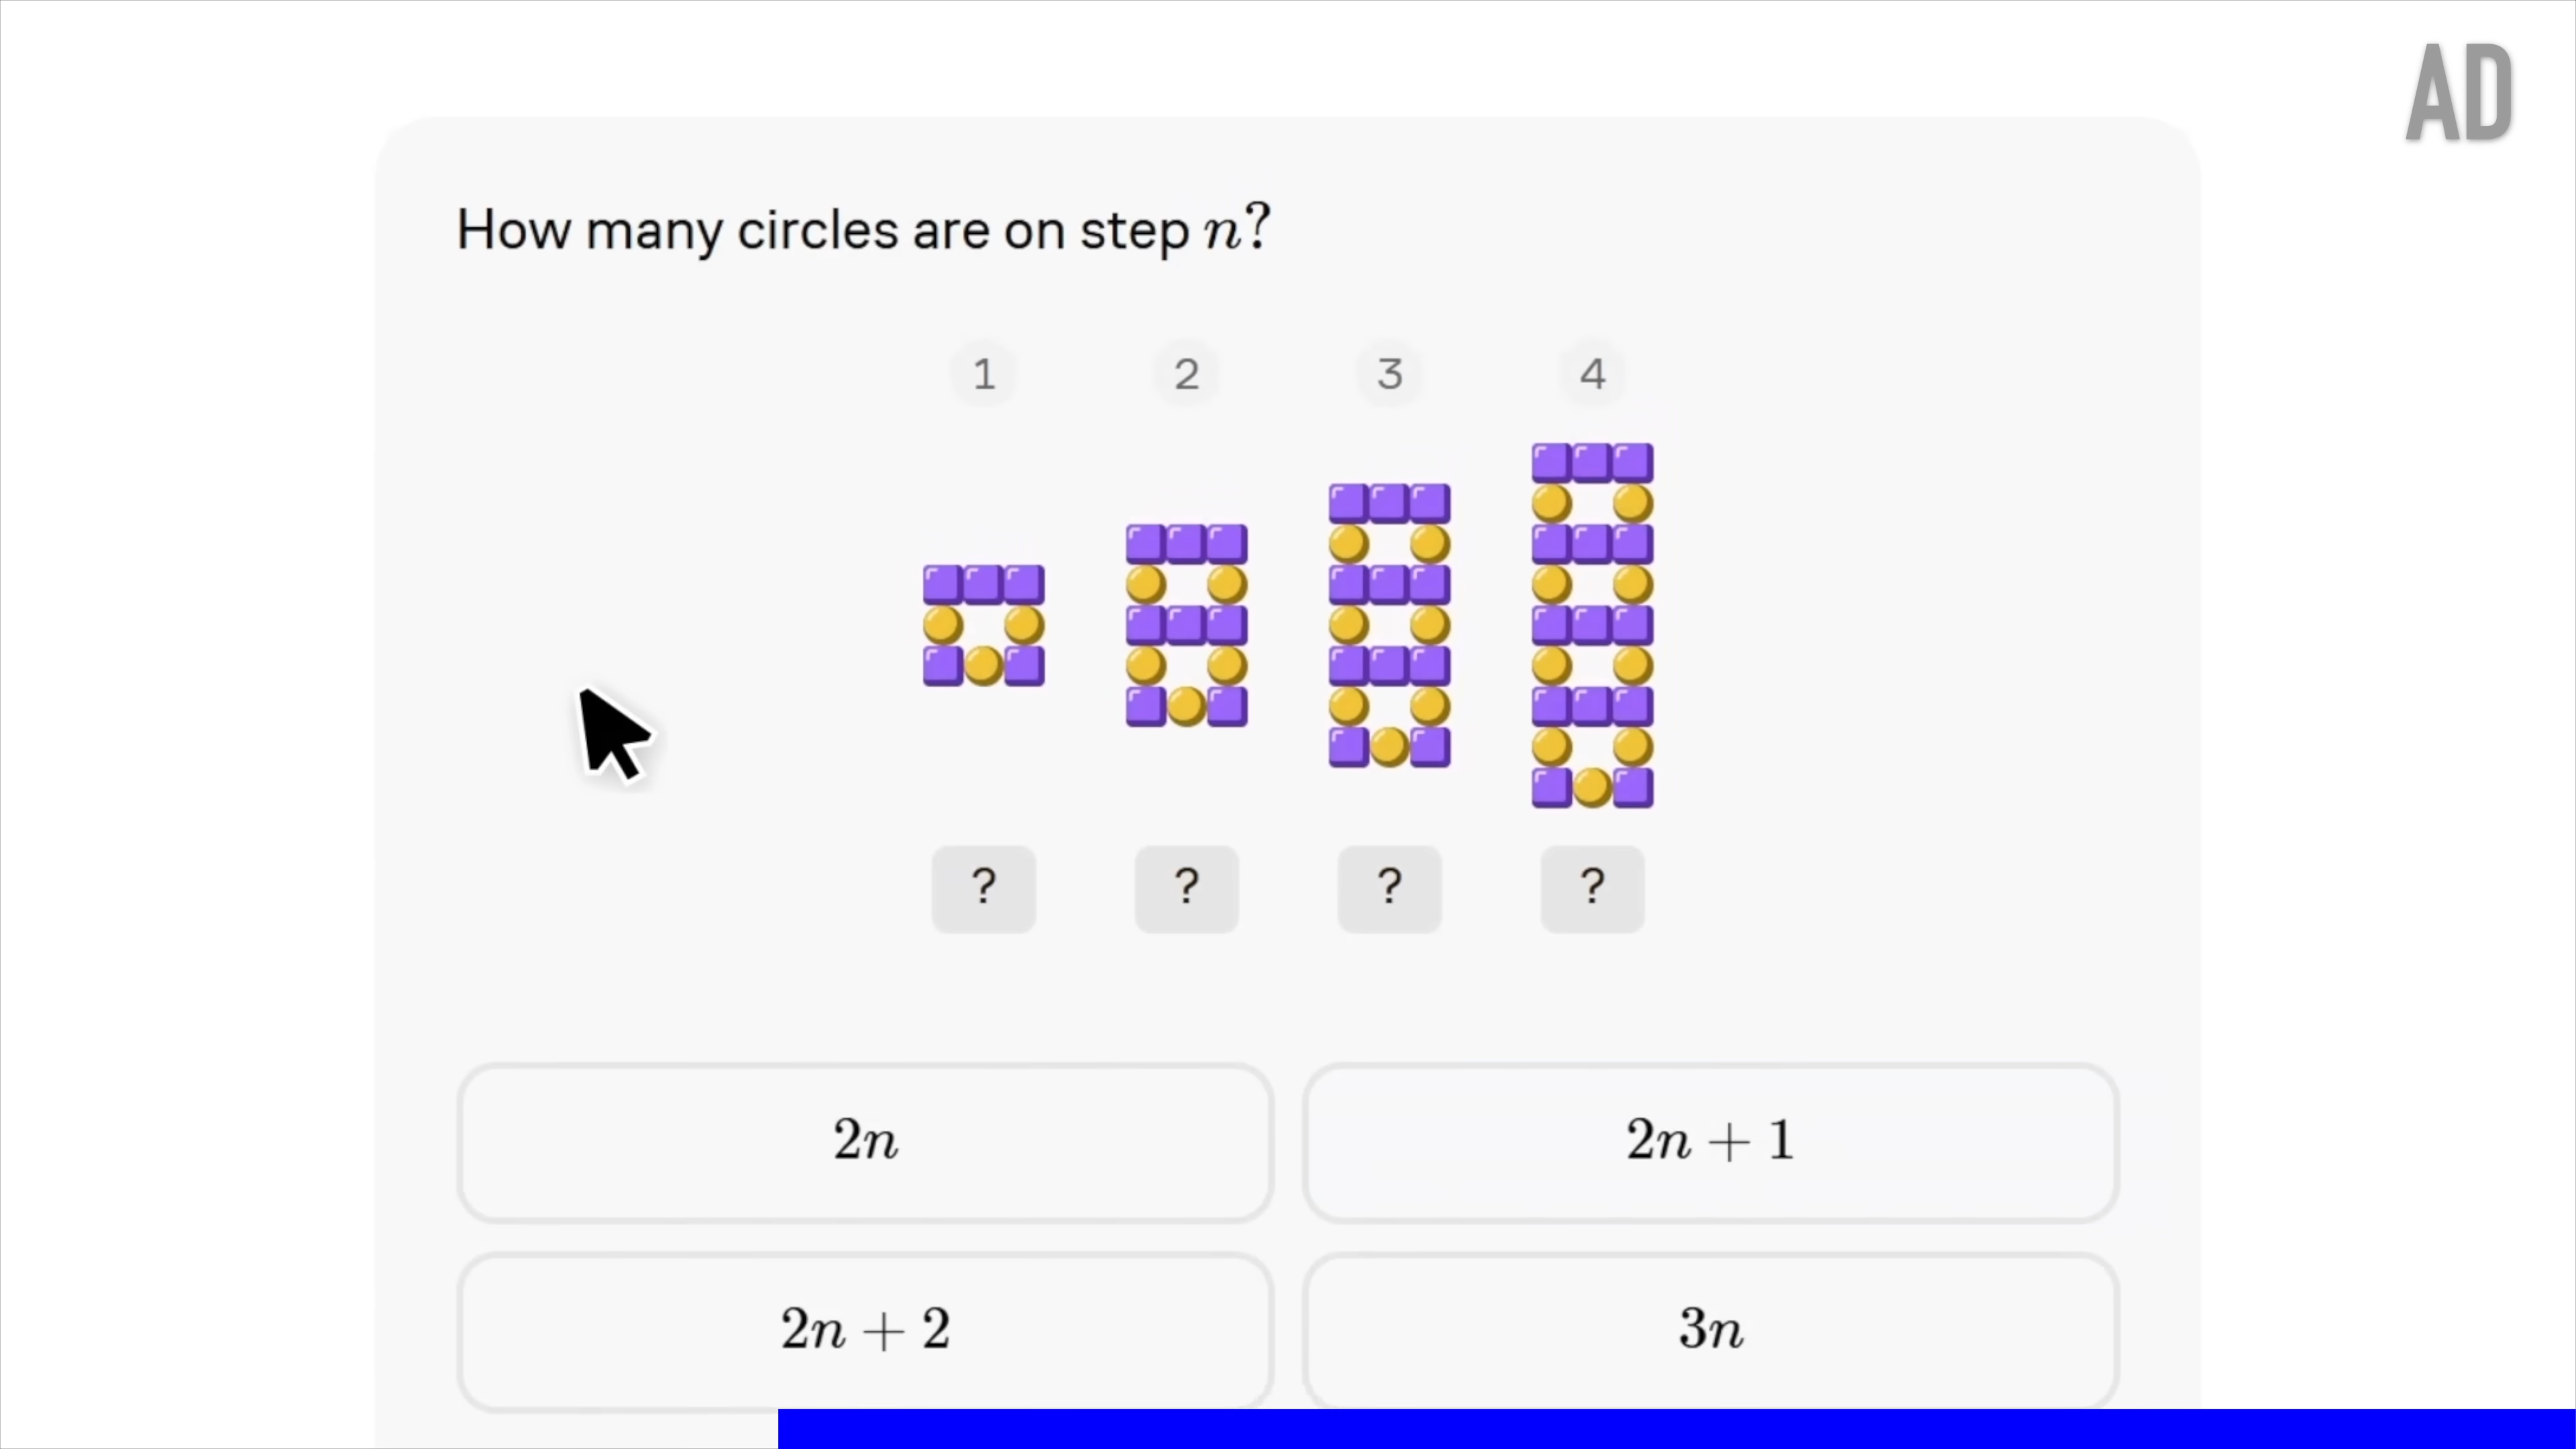 AD
How many circles are on step n?
1 2 3 4
? ? ? ?
2n 2n + 1
2n + 2 3n